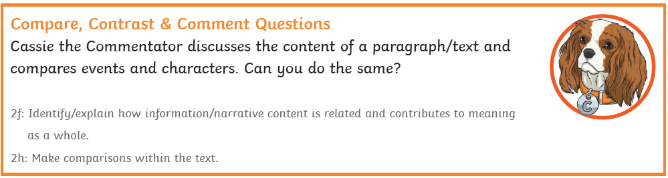 Compare, Contrast & Comment Questions
Cassie the Commentator discusses the content of a paragraph/text and
compares events and characters. Can you do the same?
2f: Identify/explain how information/narrative content is related and contributes to meaning
as a whole.
2h: Make comparisons within the text.
C